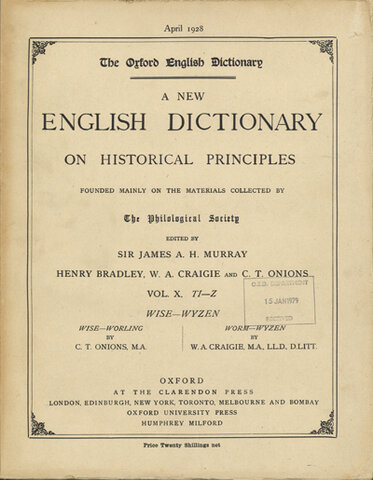 April 1928
The Oxford English Dictionary
A NEW
ENGLISH DICTIONARY
ON HISTORICAL PRINCIPLES
FOUNDED MAINLY ON THE MATERIALS COLLECTED BY
The Philological Society
EDITED BY
SIR JAMES A. H. MURRAY
HENRY BRADLEY, W. A. CRAIGIE AND C. T. ONIONS
VOL. X. TI—Z
WISE—WYZEN
O.E.D. DEPARTMENT
15 JAN 1979
RECEIVED
WISE—WORLING
BY
C. T. ONIONS, M.A.
WORM—WYZEN
BY
W. A. CRAIGIE, M.A., LL.D. D.LITT.
OXFORD
AT THE CLARENDON PRESS
LONDON, EDINBURGH, NEW YORK, TORONTO, MELBOURNE AND BOMBAY
OXFORD UNIVERSITY PRESS
HUMPHREY MILFORD
Price Twenty Shillings net